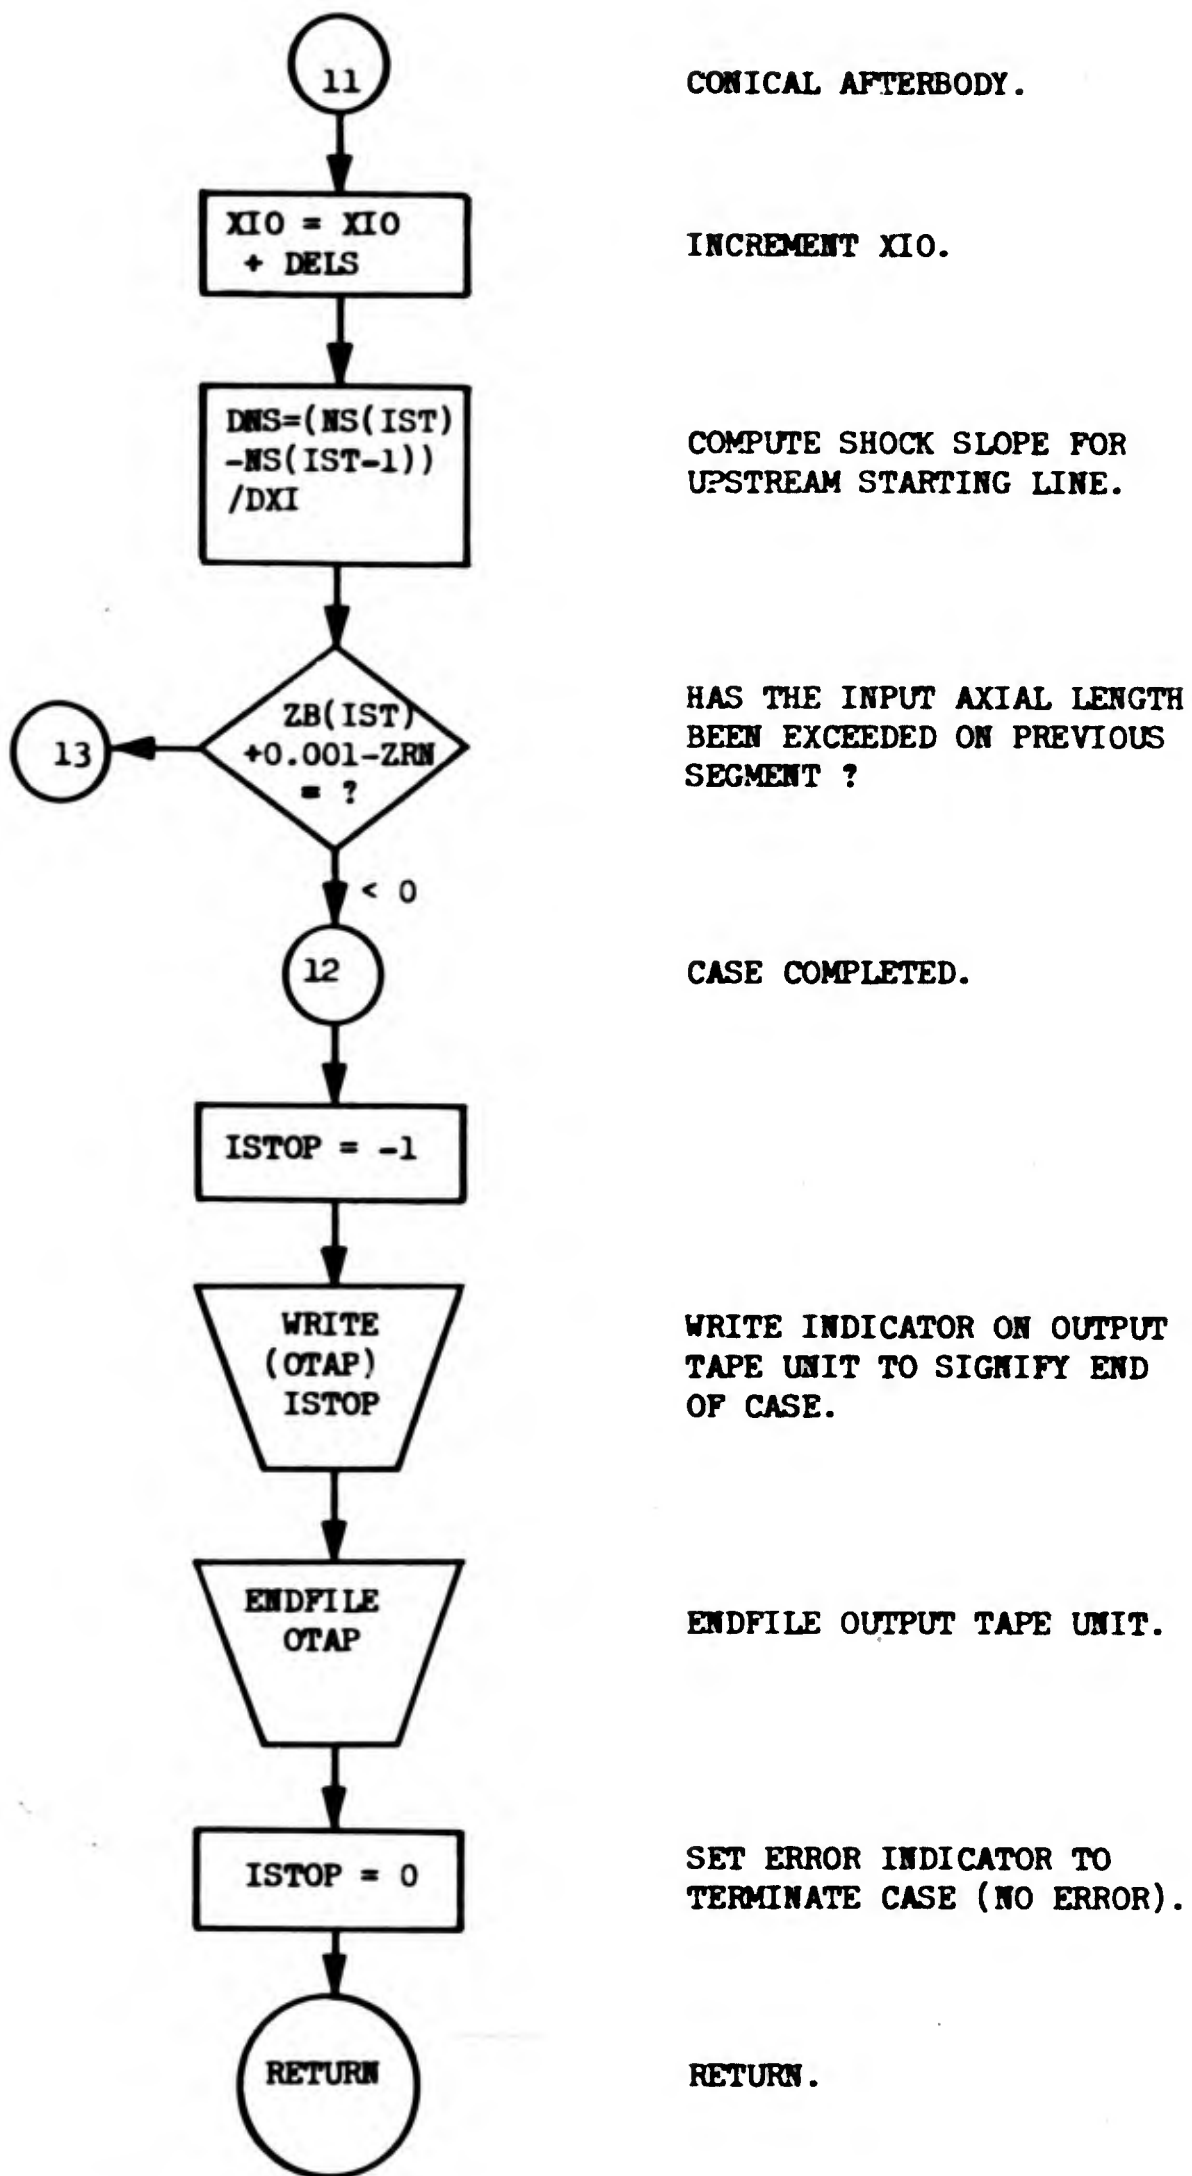 11
CONICAL AFTERBODY.
XIO = XIO
+ DELS
INCREMENT XIO.
DNS=(NS(IST)
-NS(IST-1))
/DXI
COMPUTE SHOCK SLOPE FOR
UPSTREAM STARTING LINE.
ZB(IST)
+0.001-ZRN
= ?
13
HAS THE INPUT AXIAL LENGTH
BEEN EXCEEDED ON PREVIOUS
SEGMENT ?
< 0
12
CASE COMPLETED.
ISTOP = -1
WRITE
(OTAP)
ISTOP
WRITE INDICATOR ON OUTPUT
TAPE UNIT TO SIGNIFY END
OF CASE.
ENDFILE
OTAP
ENDFILE OUTPUT TAPE UNIT.
ISTOP = 0
SET ERROR INDICATOR TO
TERMINATE CASE (NO ERROR).
RETURN
RETURN.